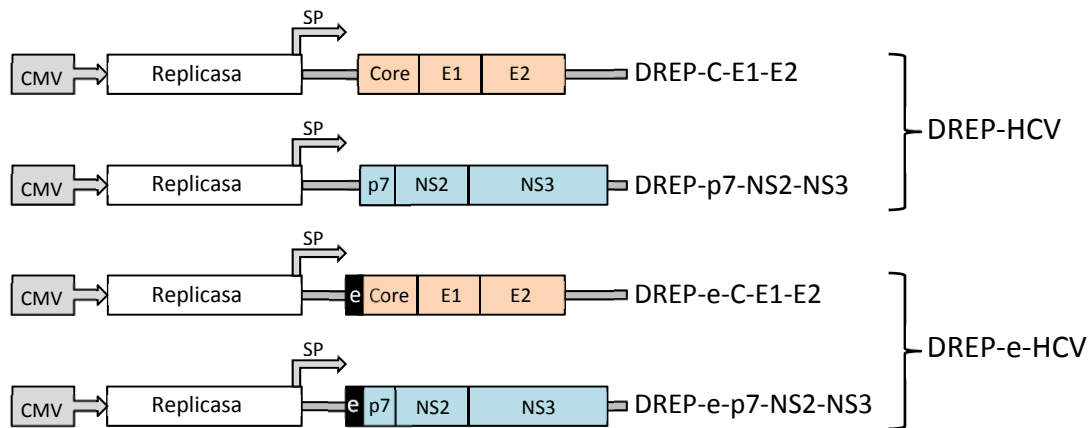 SP
CMV Replicasa Core E1 E2 DREP-C-E1-E2
DREP-HCV
SP
CMV Replicasa p7 NS2 NS3 DREP-p7-NS2-NS3
SP
CMV Replicasa e Core E1 E2 DREP-e-C-E1-E2
DREP-e-HCV
SP
CMV Replicasa e p7 NS2 NS3 DREP-e-p7-NS2-NS3